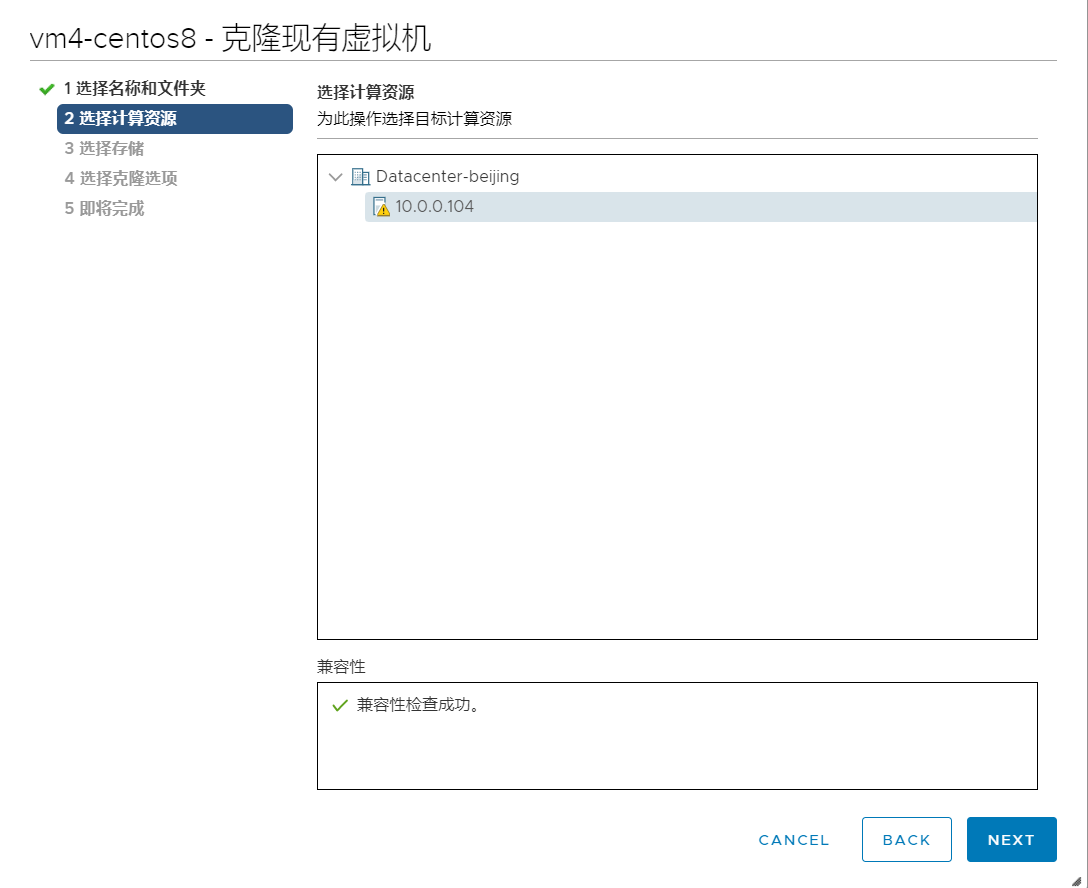 vm4-centos8 - 克隆现有虚拟机
1 选择名称和文件夹
2 选择计算资源
3 选择存储
4 选择克隆选项
5 即将完成
选择计算资源
为此操作选择目标计算资源
Datacenter-beijing
10.0.0.104
兼容性
兼容性检查成功。
CANCEL
BACK
NEXT